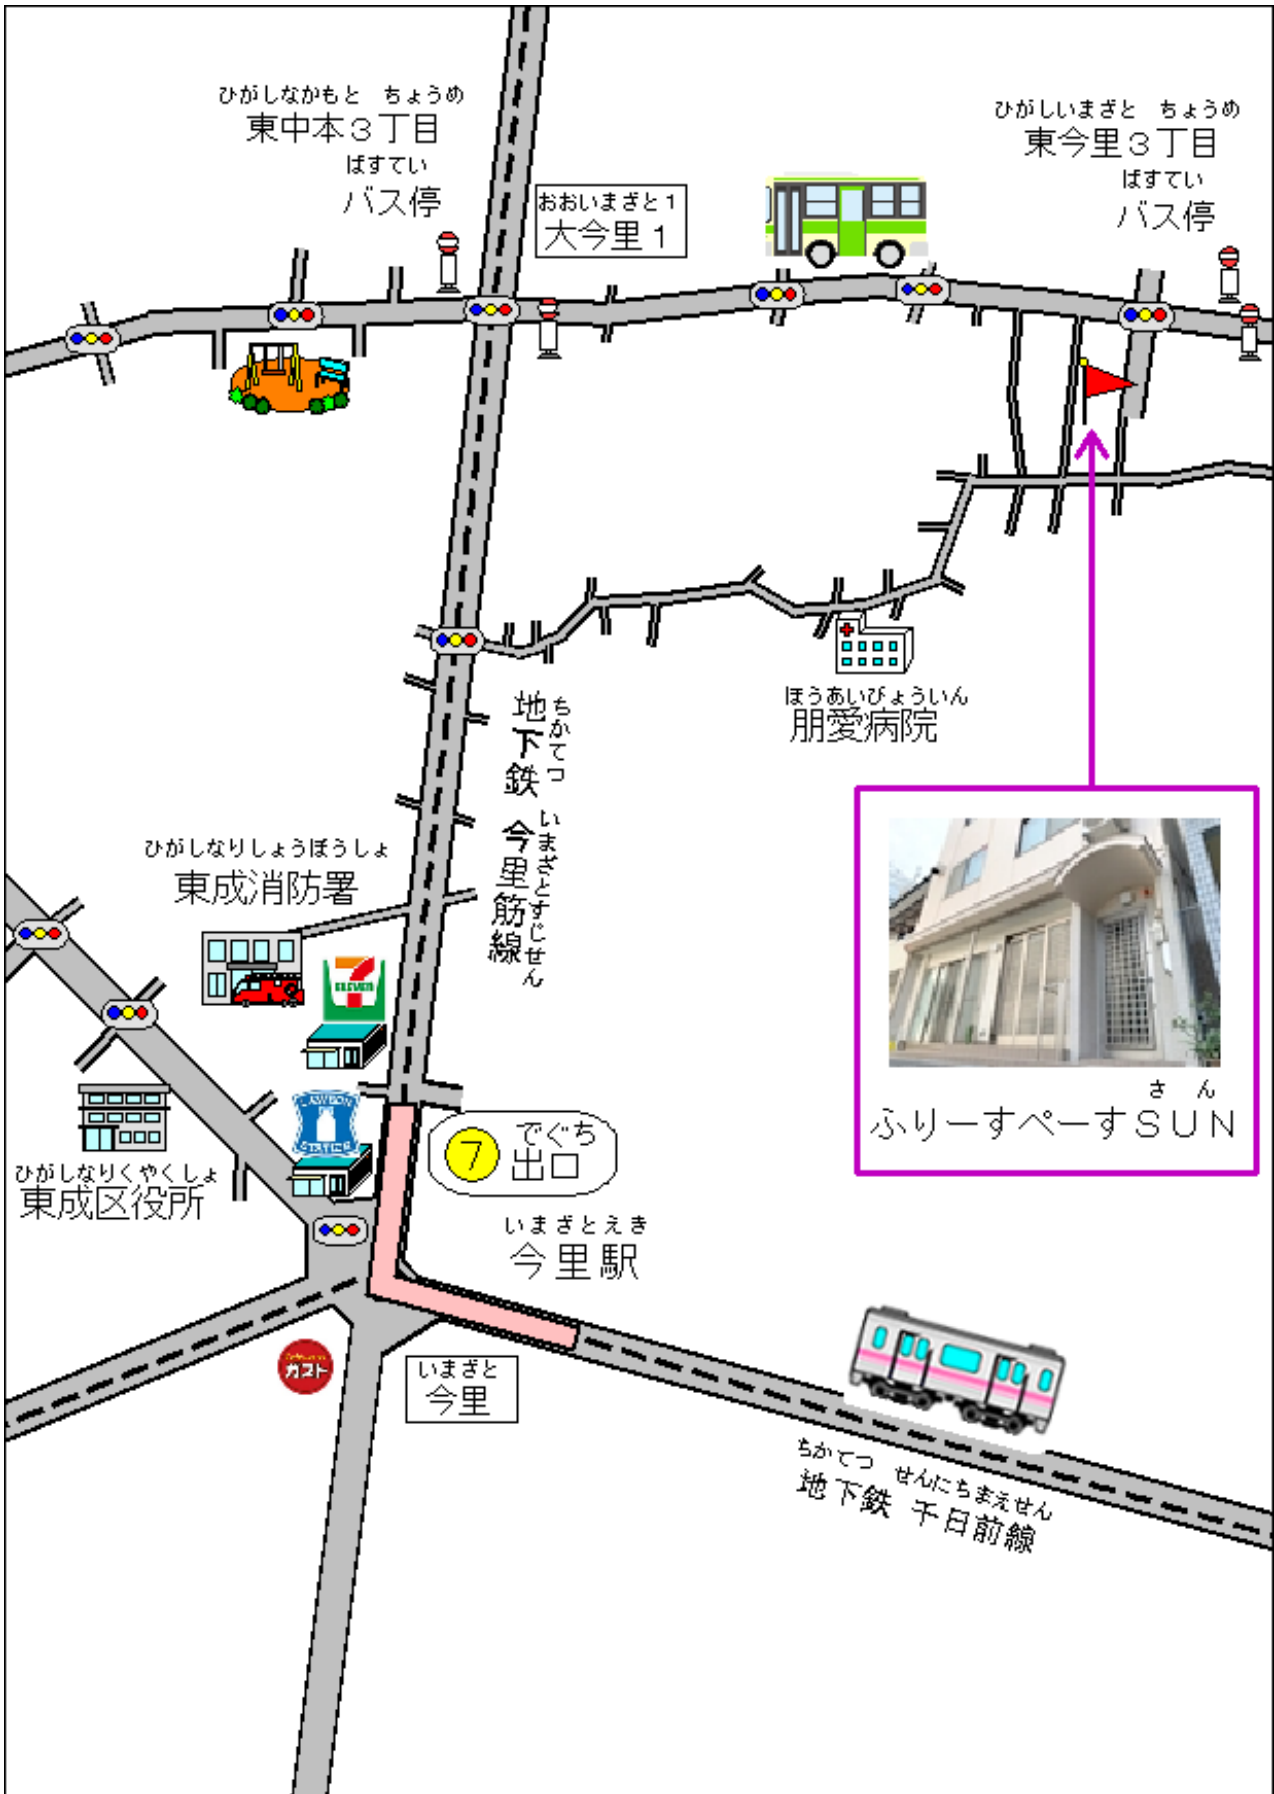 ひがしなかもと ちょうめ
東中本３丁目
ばすてい
バス停
ひがしいまざと ちょうめ
東今里３丁目
ばすてい
バス停
おおいまざと１
大今里１
ほうあいびょういん
朋愛病院
ちかてつ いまざとすじせん
地下鉄 今里筋線
ひがしなりしょうぼうしょ
東成消防署
7
ELEVEN
LAWSON
STATION
ひがしなりくやくしょ
東成区役所
⑦
でぐち
出口
いまざとえき
今里駅
さん
ふりーすぺーすＳＵＮ
ガスト
いまざと
今里
ちかてつ せんにちまえせん
地下鉄 千日前線